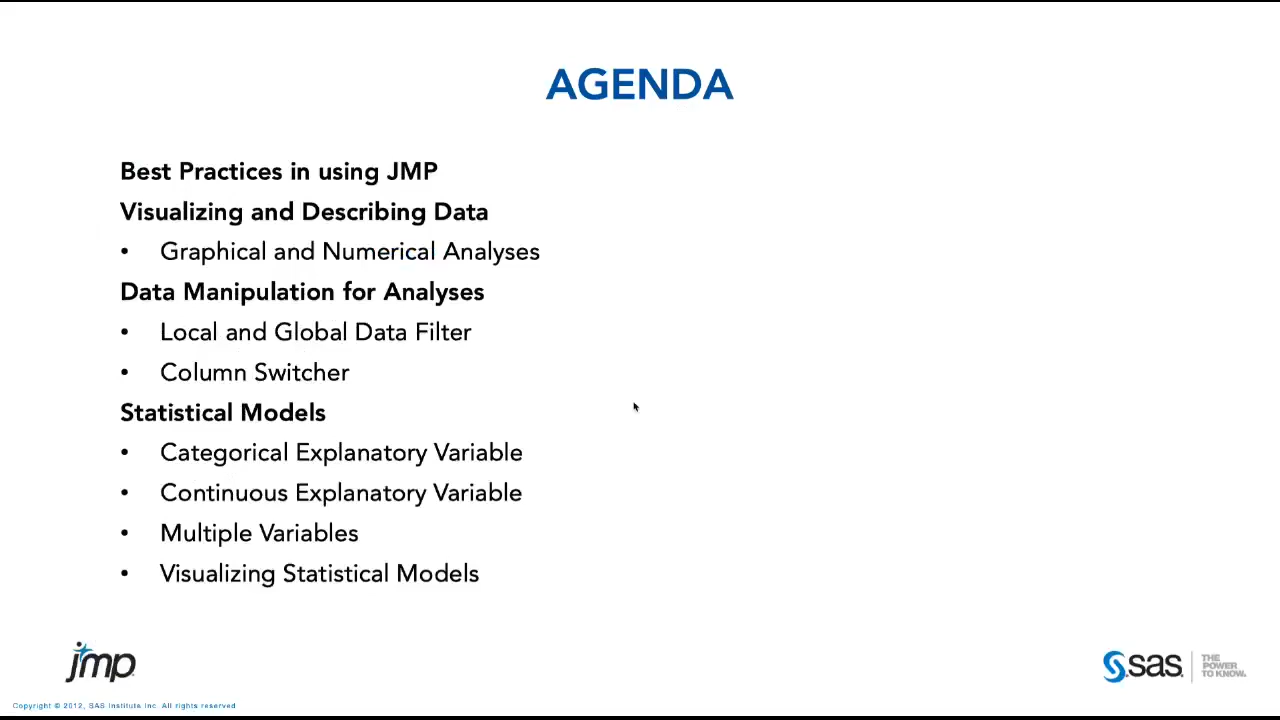 AGENDA
Best Practices in using JMP
Visualizing and Describing Data
• Graphical and Numerical Analyses
Data Manipulation for Analyses
• Local and Global Data Filter
• Column Switcher
Statistical Models
• Categorical Explanatory Variable
• Continuous Explanatory Variable
• Multiple Variables
• Visualizing Statistical Models
jmp
sas
THE
POWER
TO KNOW.
Copyright © 2012, SAS Institute Inc. All rights reserved